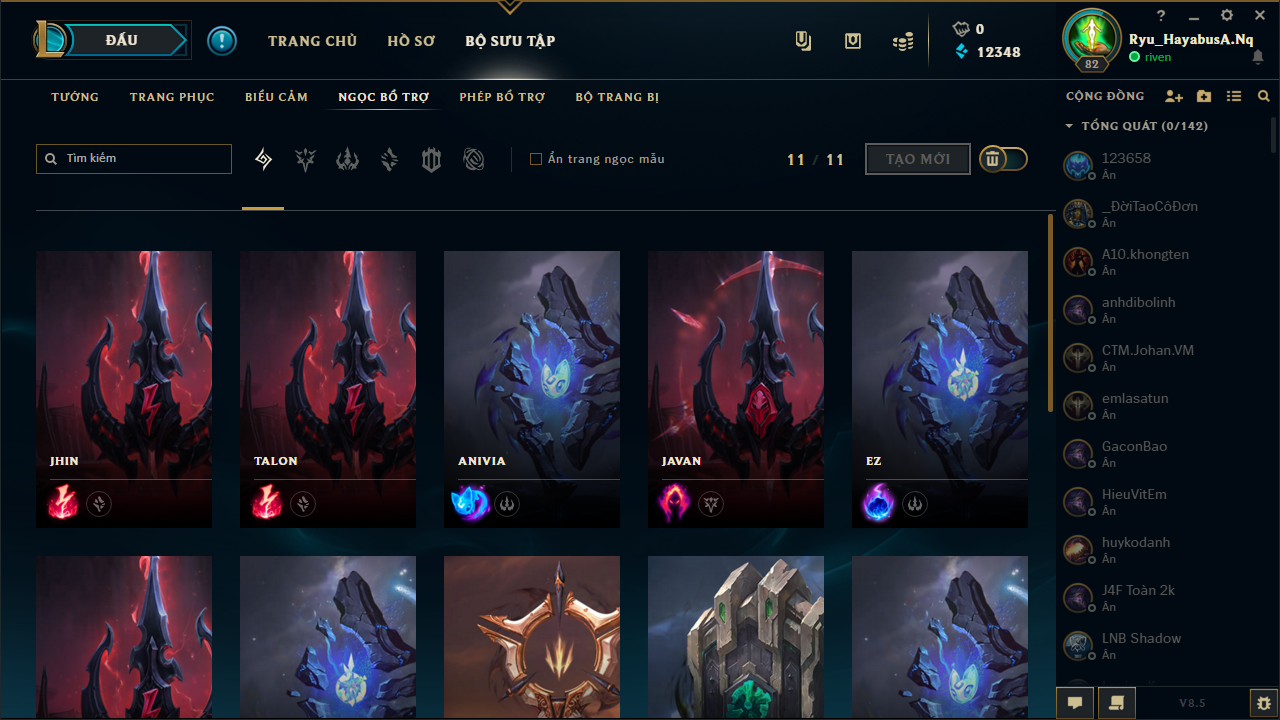 ĐẤU
TRANG CHỦ
HỒ SƠ
BỘ SƯU TẬP
0
12348
82
Ryu_HayabusA.Nq
riven
TƯỚNG
TRANG PHỤC
BIỂU CẢM
NGỌC BỔ TRỢ
PHÉP BỔ TRỢ
BỘ TRANG BỊ
Tìm kiếm
Ẩn trang ngọc mẫu
11 / 11
TẠO MỚI
JHIN
TALON
ANIVIA
JAVAN
EZ
CỘNG ĐỒNG
TỔNG QUÁT (0/142)
123658
Ẩn
_ĐờiTaoCôĐơn
Ẩn
A10.khongten
Ẩn
anhdibolinh
Ẩn
CTM.Johan.VM
Ẩn
emlasatun
Ẩn
GaconBao
Ẩn
HieuVitEm
Ẩn
huykodanh
Ẩn
J4F Toàn 2k
Ẩn
LNB Shadow
Ẩn
V8.5